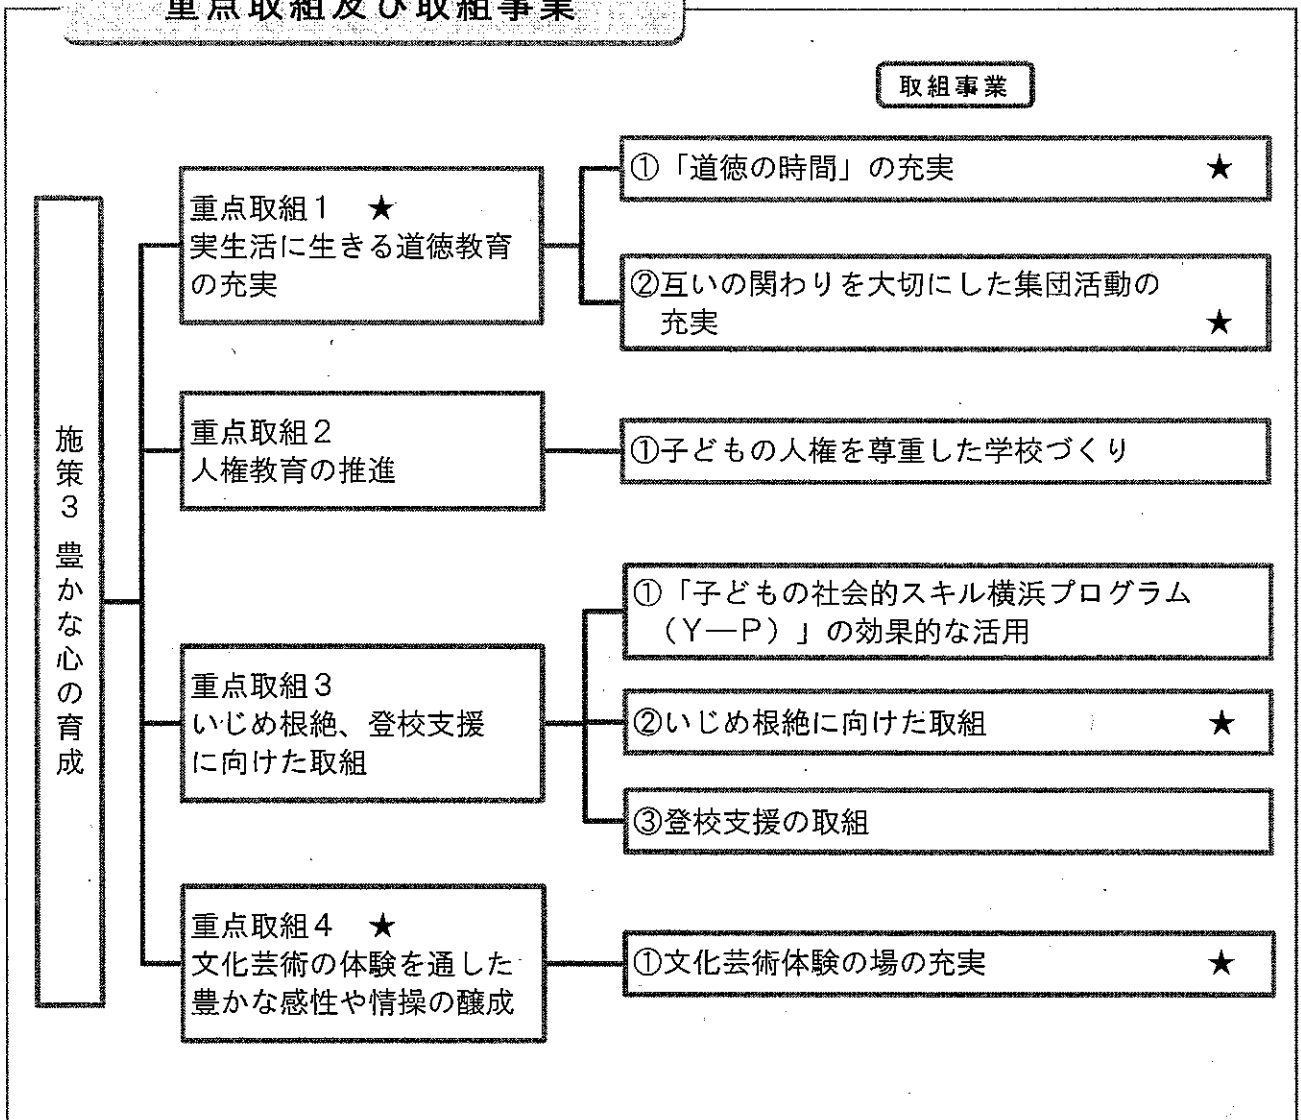 重点取組及び取組事業
取組事業
施策3 豊かな心の育成
重点取組1 ★
実生活に生きる道徳教育
の充実
①「道徳の時間」の充実 ★
②互いの関わりを大切にした集団活動の
充実 ★
重点取組2
人権教育の推進
①子どもの人権を尊重した学校づくり
重点取組3
いじめ根絶、登校支援
に向けた取組
①「子どもの社会的スキル横浜プログラム
（Y―P）」の効果的な活用
②いじめ根絶に向けた取組 ★
③登校支援の取組
重点取組4 ★
文化芸術の体験を通した
豊かな感性や情操の醸成
①文化芸術体験の場の充実 ★